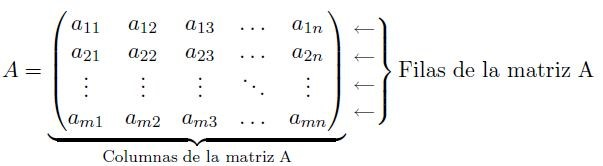 a₁₁ a₁₂ a₁₃ … a₁ₙ ←
a₂₁ a₂₂ a₂₃ … a₂ₙ ←
A = ⋮ ⋮ ⋮ ⋱ ⋮ ← Filas de la matriz A
aₘ₁ aₘ₂ aₘ₃ … aₘₙ ←
Columnas de la matriz A